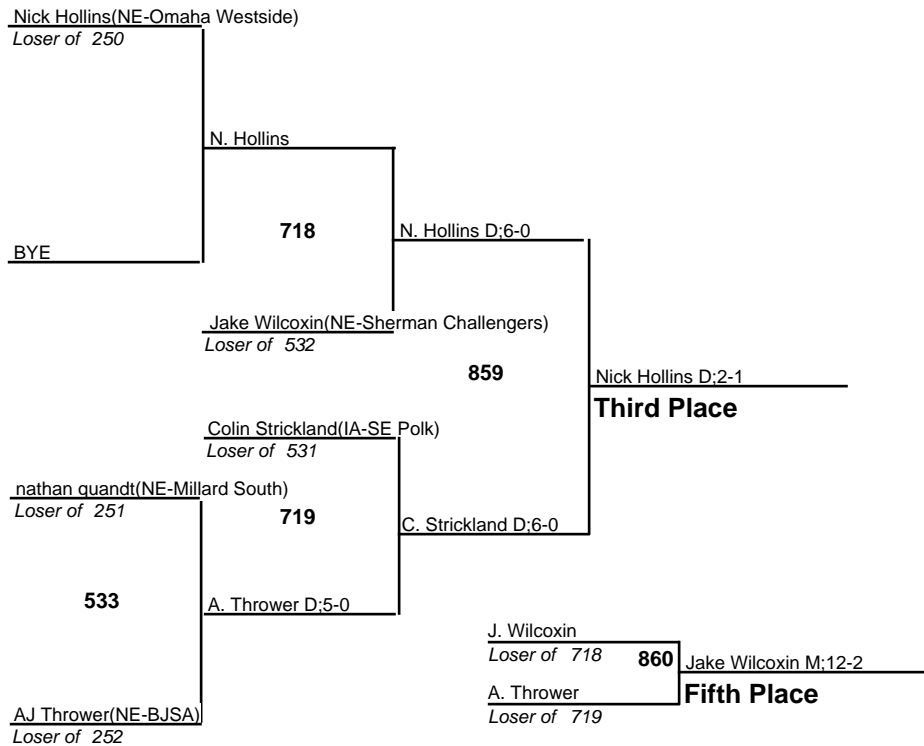 Nick Hollins(NE-Omaha Westside)
Loser of 250
N. Hollins
718
N. Hollins D;6-0
BYE
Jake Wilcoxin(NE-Sherman Challengers)
Loser of 532
859
Nick Hollins D;2-1
Third Place
Colin Strickland(IA-SE Polk)
Loser of 531
nathan quandt(NE-Millard South)
Loser of 251
719
C. Strickland D;6-0
533
A. Thrower D;5-0
J. Wilcoxin
Loser of 718
860
Jake Wilcoxin M;12-2
Fifth Place
A. Thrower
Loser of 719
AJ Thrower(NE-BJSA)
Loser of 252